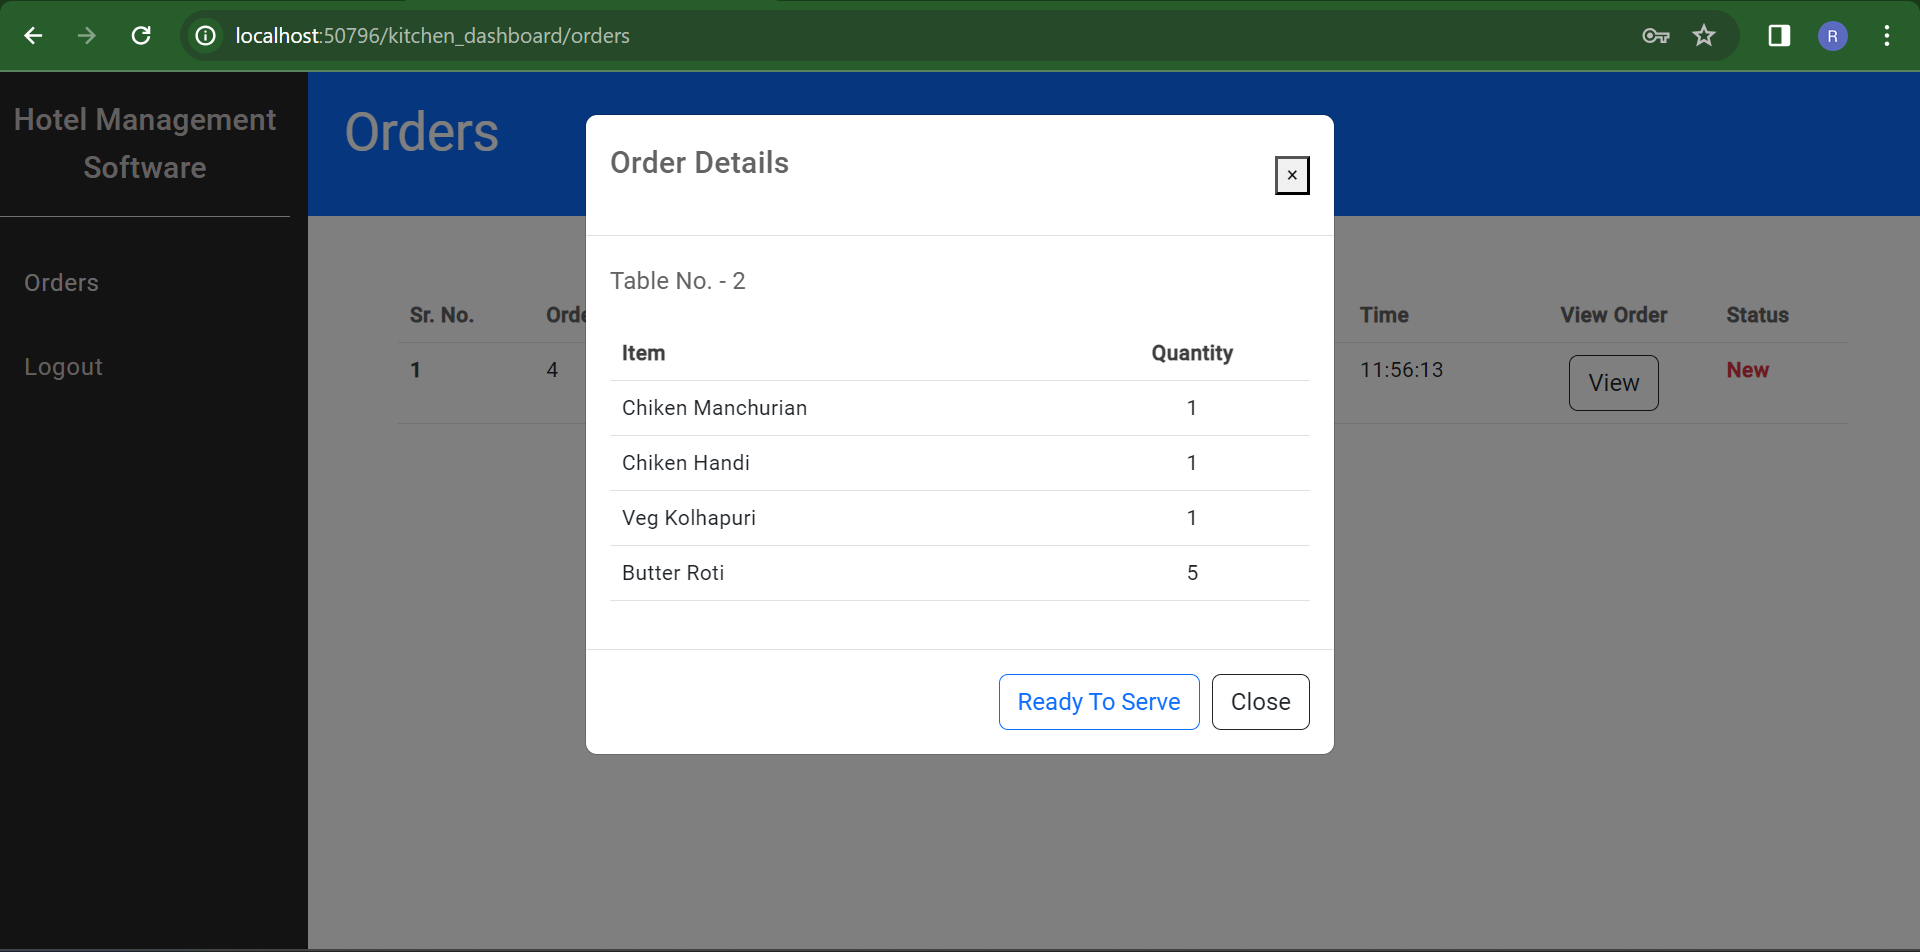 localhost:50796/kitchen_dashboard/orders
R
Hotel Management
Software
Orders
Logout
Orders
Sr. No.
Time
View Order
Status
1
4
11:56:13
View
New
Order Details
×
Table No. - 2
Item Quantity
Chiken Manchurian 1
Chiken Handi 1
Veg Kolhapuri 1
Butter Roti 5
Ready To Serve Close